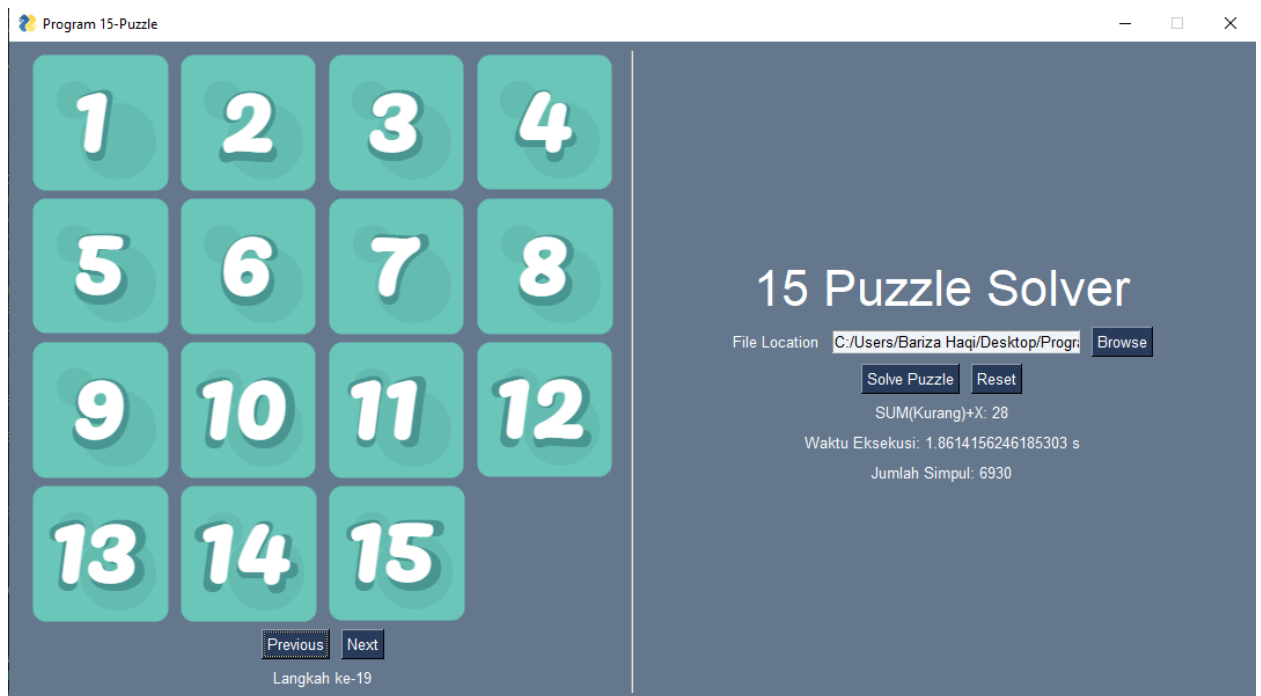 Program 15-Puzzle
1 2 3 4
5 6 7 8
9 10 11 12
13 14 15
Previous Next
Langkah ke-19
15 Puzzle Solver
File Location C:/Users/Bariza Haqi/Desktop/Progra Browse
Solve Puzzle Reset
SUM(Kurang)+X: 28
Waktu Eksekusi: 1.8614156246185303 s
Jumlah Simpul: 6930